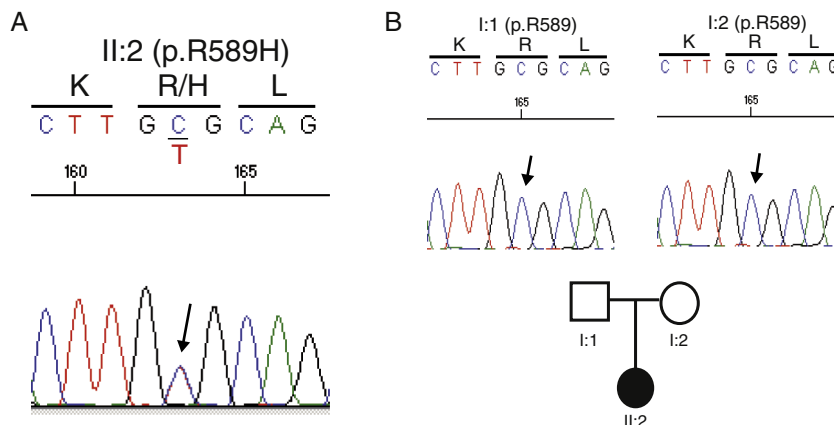 A
II:2 (p.R589H)
K R/H L
C T T G C G C A G
T
160 165
B
I:1 (p.R589)
K R L
C T T G C G C A G
165
I:2 (p.R589)
K R L
C T T G C G C A G
165
I:1 I:2
II:2